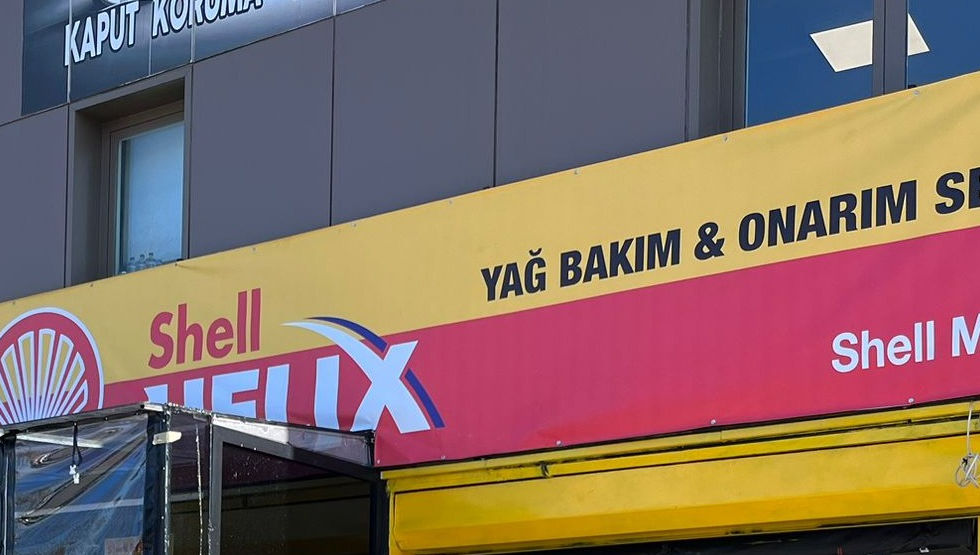 KAPUT KORUMA
YAĞ BAKIM & ONARIM
Shell
HELIX
Shell